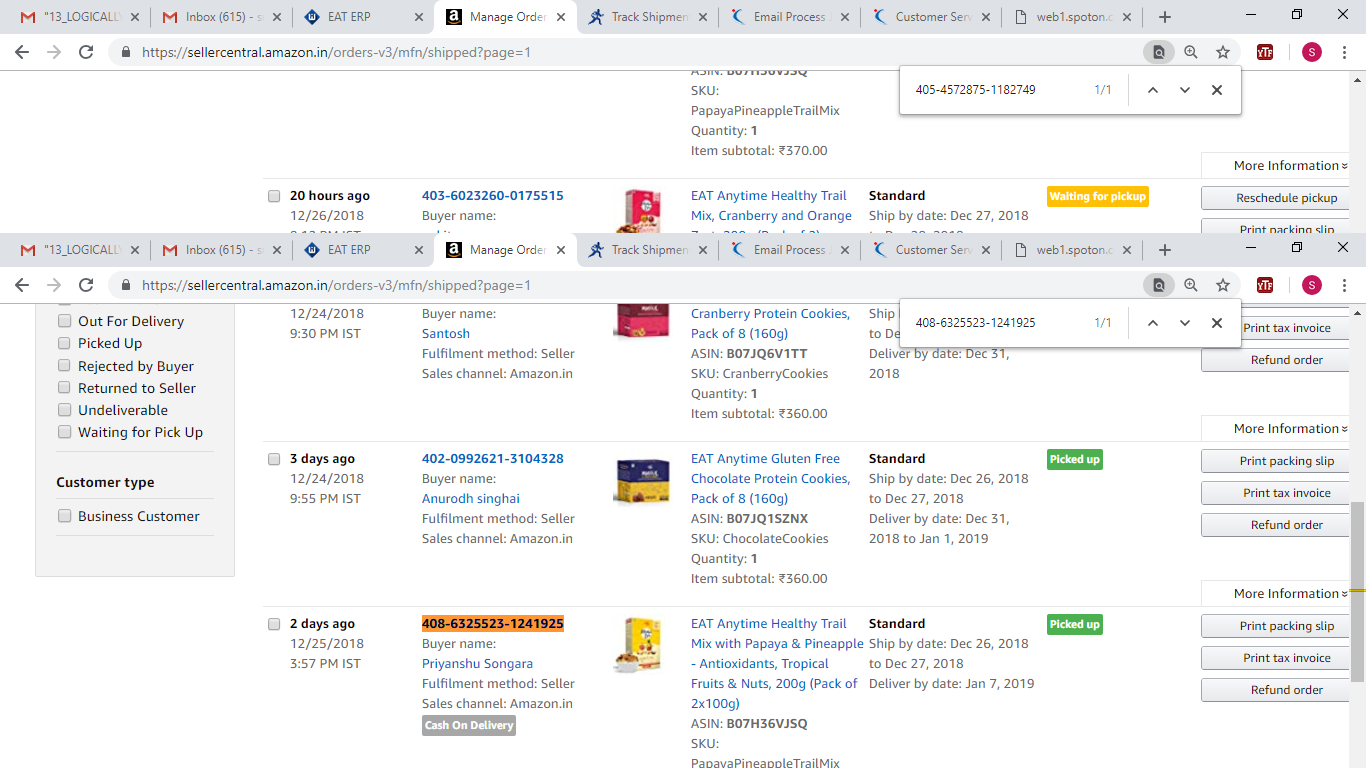 "13_LOGICALLY
Inbox (615) - s
EAT ERP
Manage Order
Track Shipmen
Email Process
Customer Serv
web1.spoton.c
https://sellercentral.amazon.in/orders-v3/mfn/shipped?page=1
YTF
S
405-4572875-1182749 1/1
ASIN: B07H36VJSQ
SKU:
PapayaPineappleTrailMix
Quantity: 1
Item subtotal: ₹370.00
More Information
20 hours ago
12/26/2018
403-6023260-0175515
Buyer name:
EAT Anytime Healthy Trail
Mix, Cranberry and Orange
Standard
Ship by date: Dec 27, 2018
Waiting for pickup
Reschedule pickup
Print packing slip
"13_LOGICALLY
Inbox (615) - s
EAT ERP
Manage Order
Track Shipmen
Email Process
Customer Serv
web1.spoton.c
https://sellercentral.amazon.in/orders-v3/mfn/shipped?page=1
YTF
S
408-6325523-1241925 1/1
Out For Delivery
Picked Up
Rejected by Buyer
Returned to Seller
Undeliverable
Waiting for Pick Up
Customer type
Business Customer
12/24/2018
9:30 PM IST
Buyer name:
Santosh
Fulfilment method: Seller
Sales channel: Amazon.in
Cranberry Protein Cookies,
Pack of 8 (160g)
ASIN: B07JQ6V1TT
SKU: CranberryCookies
Quantity: 1
Item subtotal: ₹360.00
Ship by
to Dec
Deliver by date: Dec 31,
2018
Print tax invoice
Refund order
More Information
3 days ago
12/24/2018
9:55 PM IST
402-0992621-3104328
Buyer name:
Anurodh singhai
Fulfilment method: Seller
Sales channel: Amazon.in
EAT Anytime Gluten Free
Chocolate Protein Cookies,
Pack of 8 (160g)
ASIN: B07JQ1SZNX
SKU: ChocolateCookies
Quantity: 1
Item subtotal: ₹360.00
Standard
Ship by date: Dec 26, 2018
to Dec 27, 2018
Deliver by date: Dec 31,
2018 to Jan 1, 2019
Picked up
Print packing slip
Print tax invoice
Refund order
More Information
2 days ago
12/25/2018
3:57 PM IST
408-6325523-1241925
Buyer name:
Priyanshu Songara
Fulfilment method: Seller
Sales channel: Amazon.in
Cash On Delivery
EAT Anytime Healthy Trail
Mix with Papaya & Pineapple
- Antioxidants, Tropical
Fruits & Nuts, 200g (Pack of
2x100g)
ASIN: B07H36VJSQ
SKU:
PapayaPineappleTrailMix
Standard
Ship by date: Dec 26, 2018
to Dec 27, 2018
Deliver by date: Jan 7, 2019
Picked up
Print packing slip
Print tax invoice
Refund order